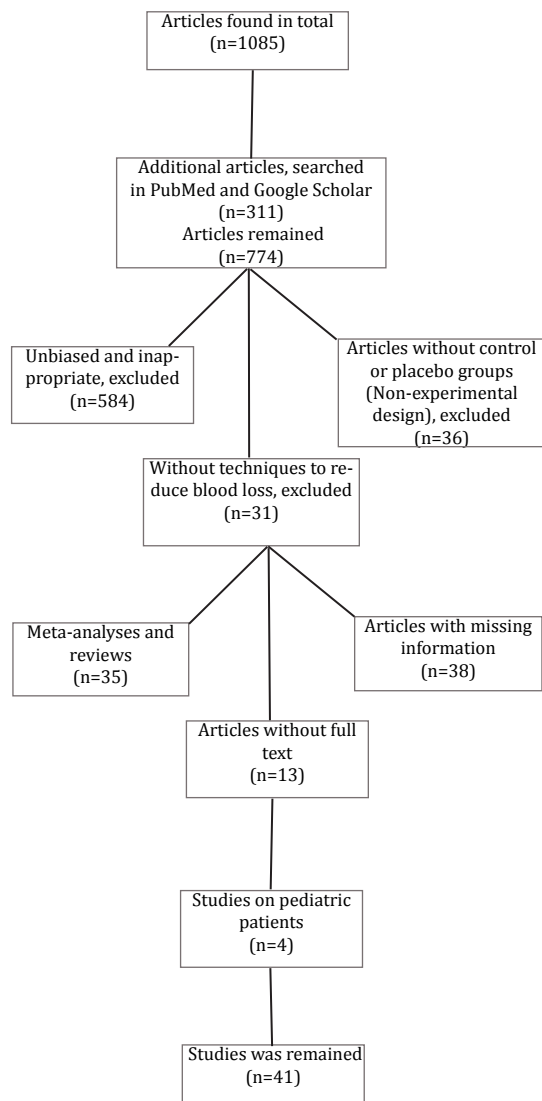 Articles found in total
(n=1085)
Additional articles, searched
in PubMed and Google Scholar
(n=311)
Articles remained
(n=774)
Unbiased and inap-
propriate, excluded
(n=584)
Articles without control
or placebo groups
(Non-experimental
design), excluded
(n=36)
Without techniques to re-
duce blood loss, excluded
(n=31)
Meta-analyses and
reviews
(n=35)
Articles with missing
information
(n=38)
Articles without full
text
(n=13)
Studies on pediatric
patients
(n=4)
Studies was remained
(n=41)